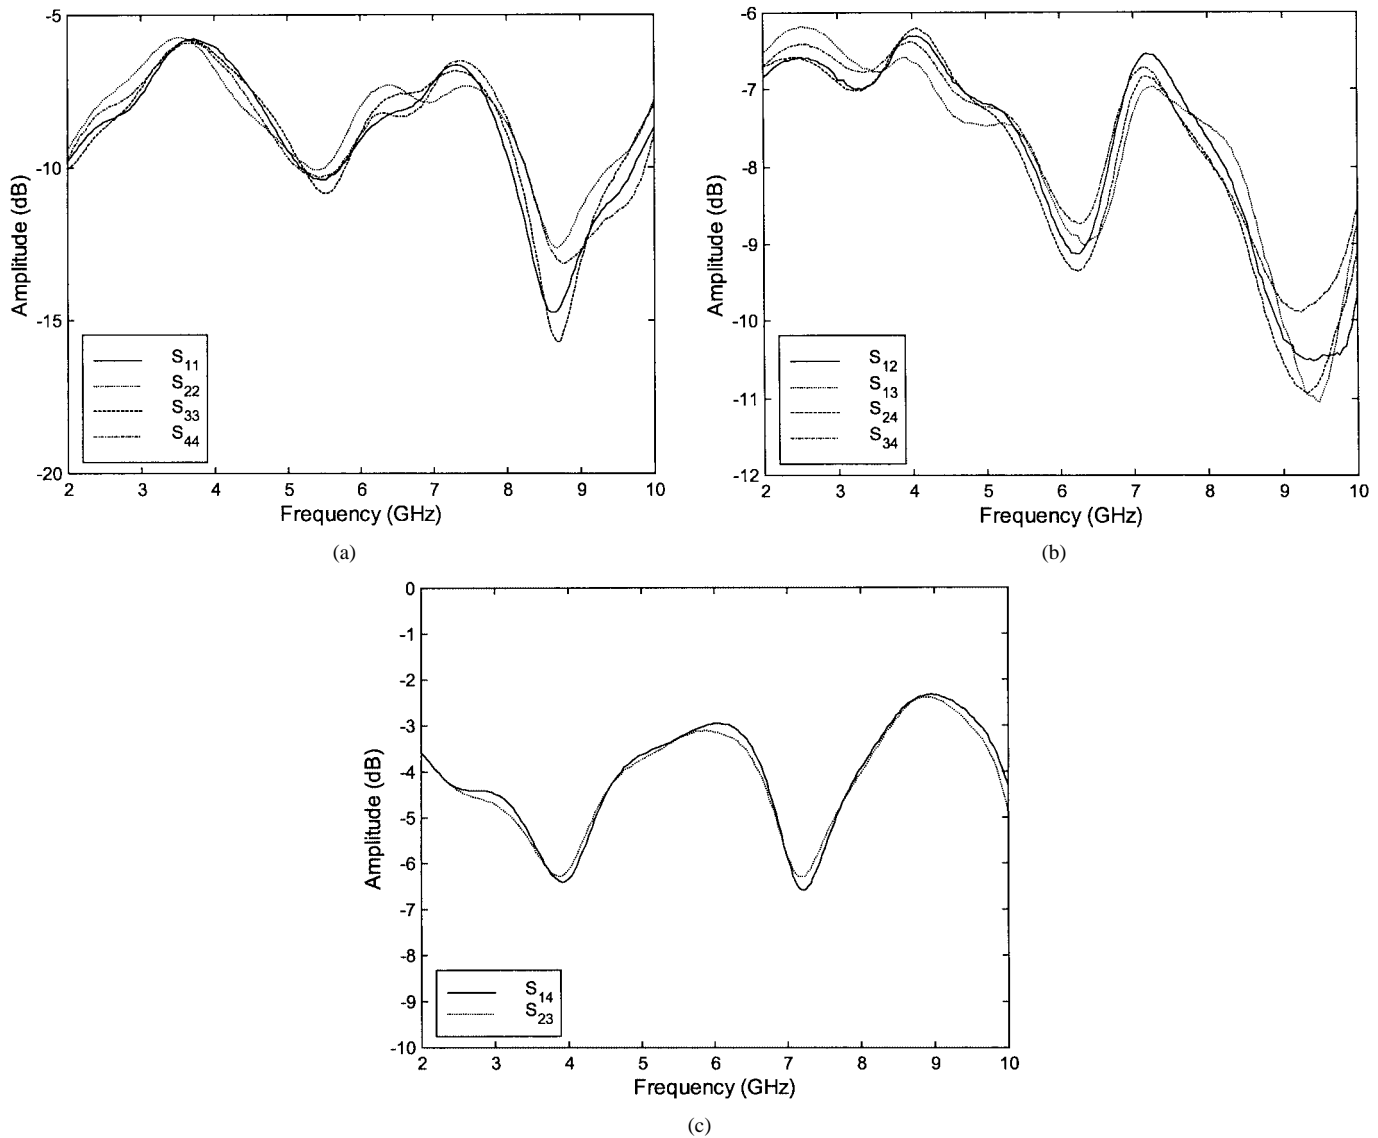 -5
-10
-15
-20
Amplitude (dB)
S11
S22
S33
S44
2 3 4 5 6 7 8 9 10
Frequency (GHz)
(a)
-6
-7
-8
-9
-10
-11
-12
Amplitude (dB)
S12
S13
S24
S34
2 3 4 5 6 7 8 9 10
Frequency (GHz)
(b)
0
-1
-2
-3
-4
-5
-6
-7
-8
-9
-10
Amplitude (dB)
S14
S23
2 3 4 5 6 7 8 9 10
Frequency (GHz)
(c)